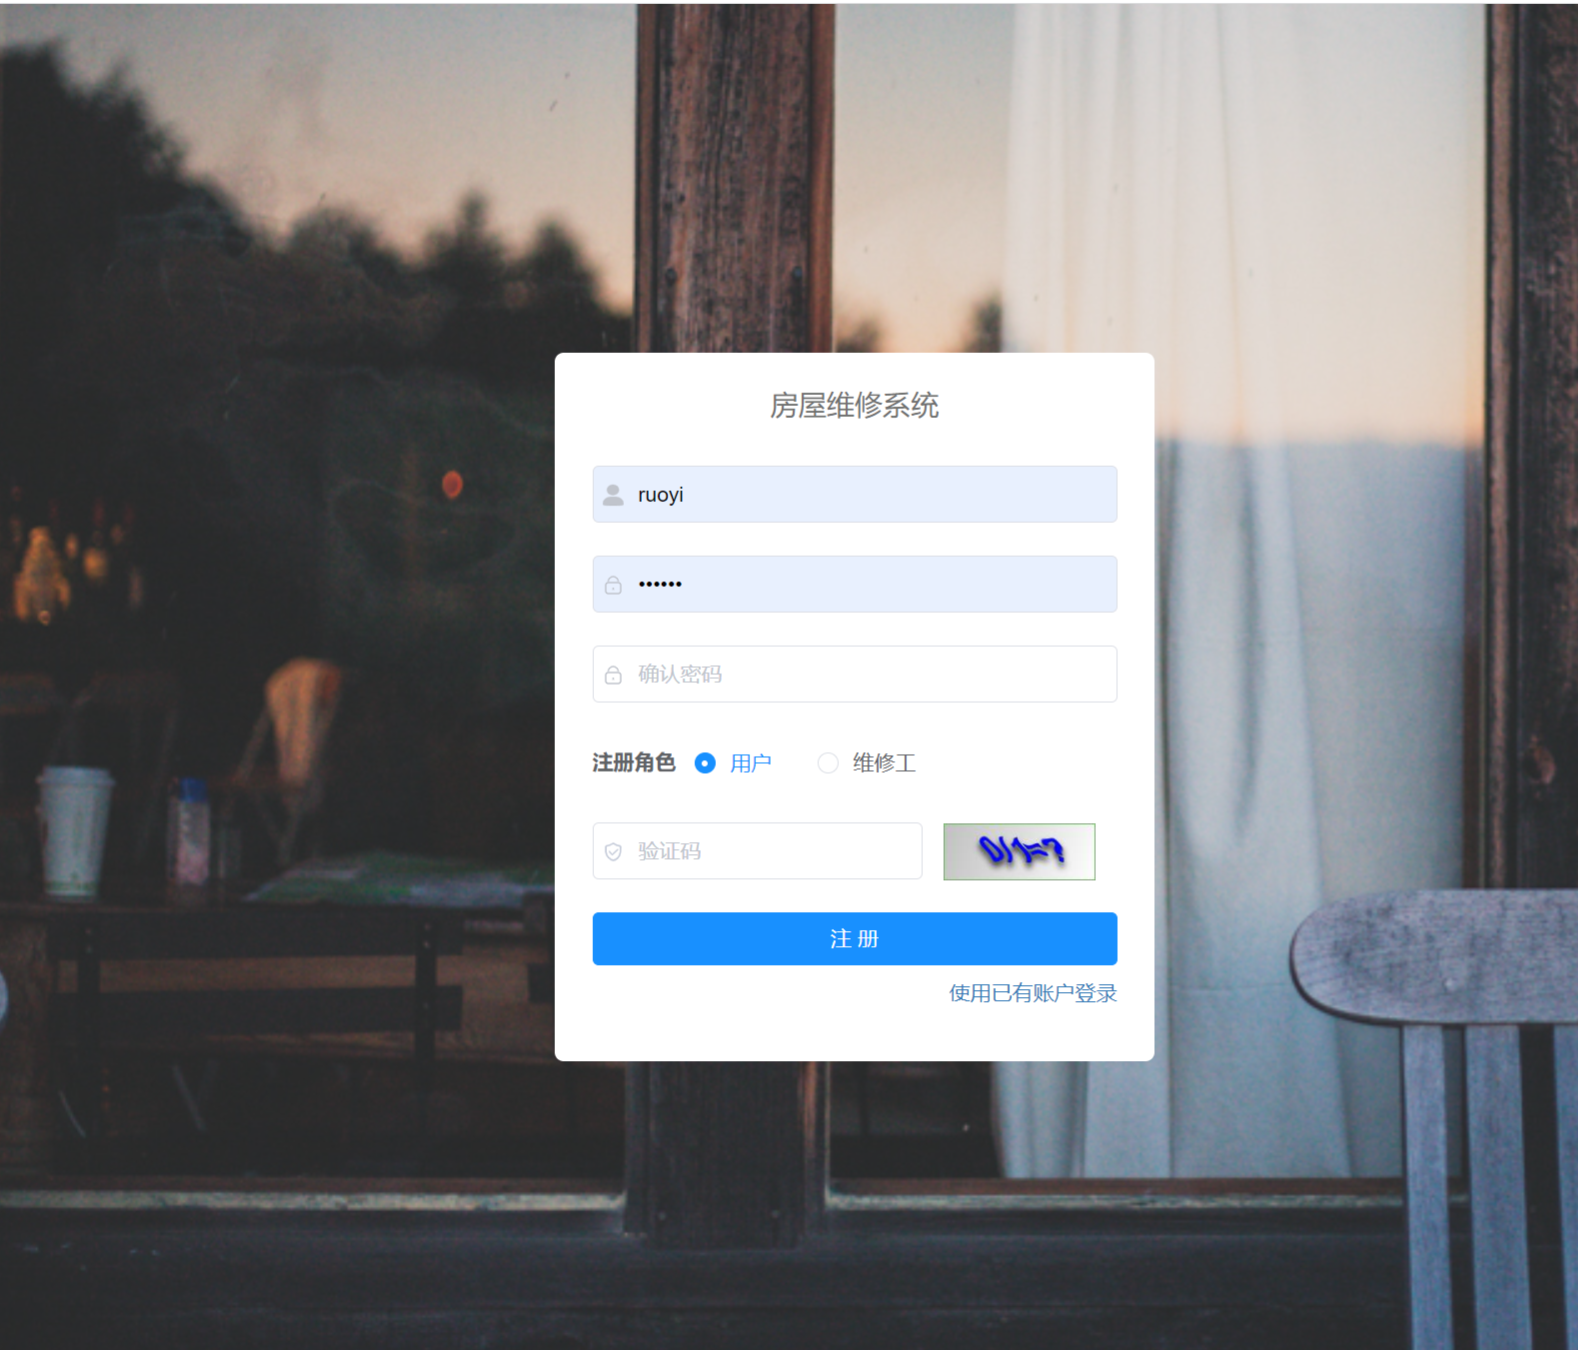 房屋维修系统
ruoyi
••••••
确认密码
注册角色 用户 维修工
验证码 0/1=?
注 册
使用已有账户登录